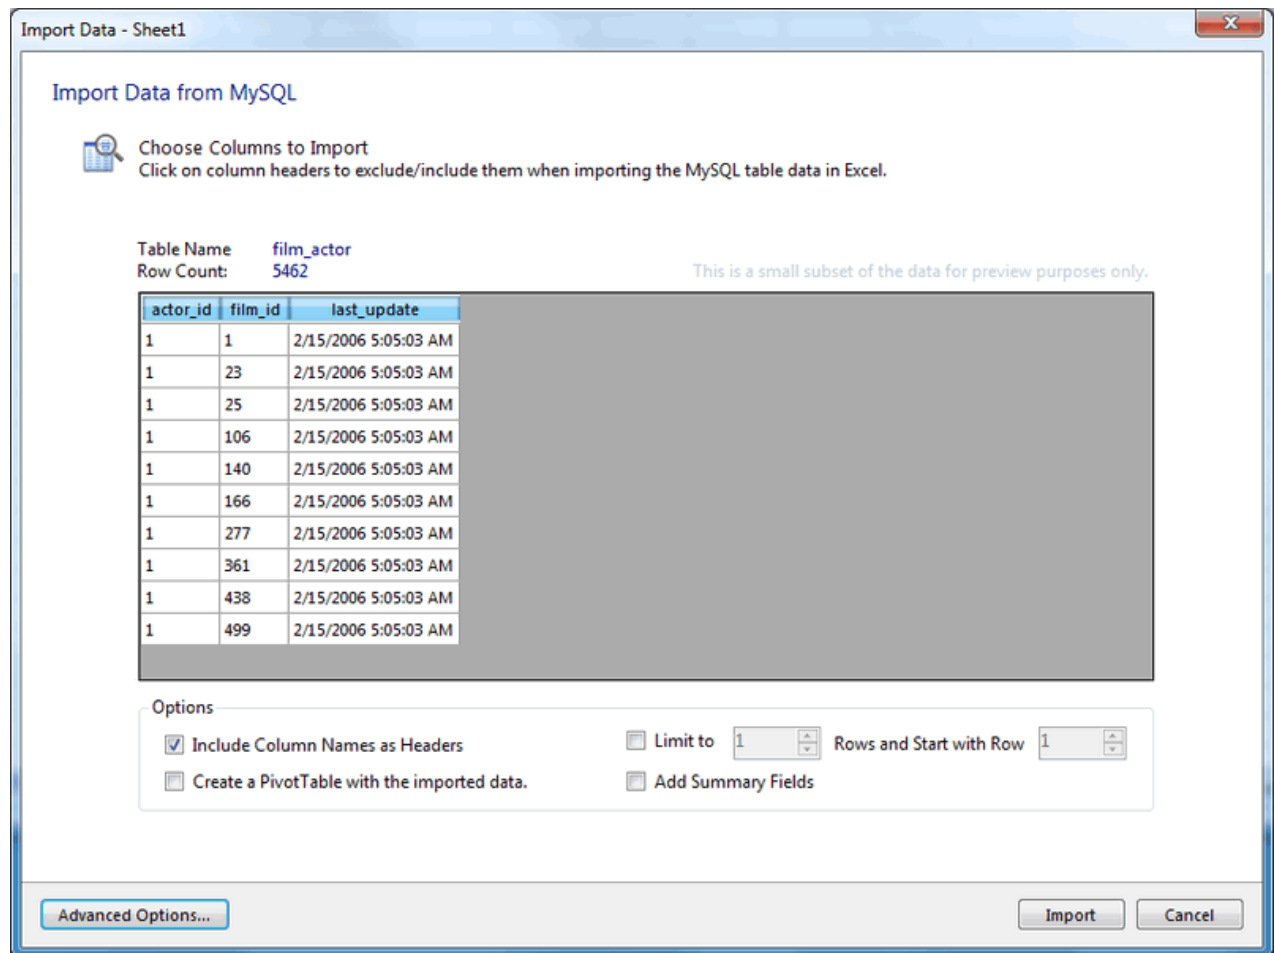 Import Data - Sheet1
Import Data from MySQL
Choose Columns to Import
Click on column headers to exclude/include them when importing the MySQL table data in Excel.
Table Name film_actor
Row Count: 5462 This is a small subset of the data for preview purposes only.
actor_id film_id last_update
1 1 2/15/2006 5:05:03 AM
1 23 2/15/2006 5:05:03 AM
1 25 2/15/2006 5:05:03 AM
1 106 2/15/2006 5:05:03 AM
1 140 2/15/2006 5:05:03 AM
1 166 2/15/2006 5:05:03 AM
1 277 2/15/2006 5:05:03 AM
1 361 2/15/2006 5:05:03 AM
1 438 2/15/2006 5:05:03 AM
1 499 2/15/2006 5:05:03 AM
Options
Include Column Names as Headers Limit to 1 Rows and Start with Row 1
Create a PivotTable with the imported data. Add Summary Fields
Advanced Options... Import Cancel